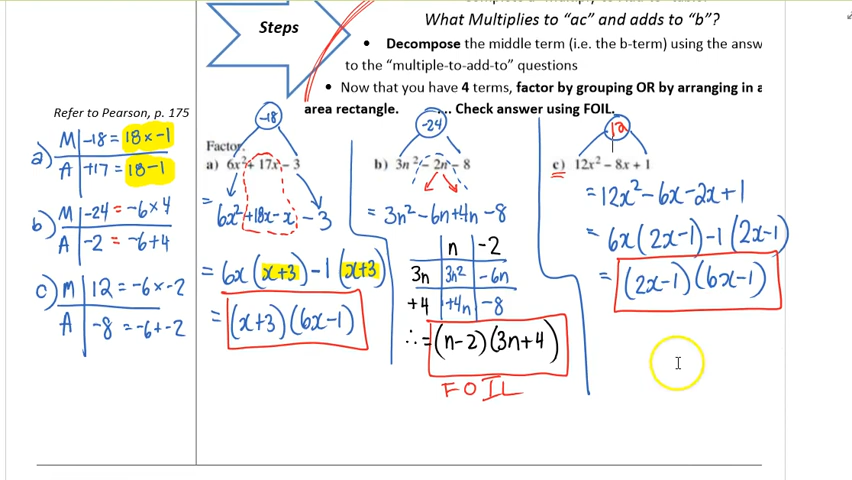 Steps
What Multiplies to “ac” and adds to “b”?
• Decompose the middle term (i.e. the b-term) using the answ
to the “multiple-to-add-to” questions
• Now that you have 4 terms, factor by grouping OR by arranging in a
area rectangle. ... Check answer using FOIL.
Refer to Pearson, p. 175
a) M -18 = 18x-1
A +17 = 18-1
b) M -24 = -6x4
A -2 = -6+4
c) M 12 = -6x-2
A -8 = -6+-2
-18
Factor.
a) 6x² + 17x - 3
= 6x² +18x - x - 3
= 6x(x+3) - 1(x+3)
= (x+3)(6x-1)
-24
b) 3n² - 2n - 8
= 3n² - 6n + 4n - 8
n -2
3n 3n² -6n
+4 +4n -8
∴ = (n-2)(3n+4)
FOIL
12
c) 12x² - 8x + 1
= 12x² - 6x - 2x + 1
= 6x(2x-1) - 1(2x-1)
= (2x-1)(6x-1)